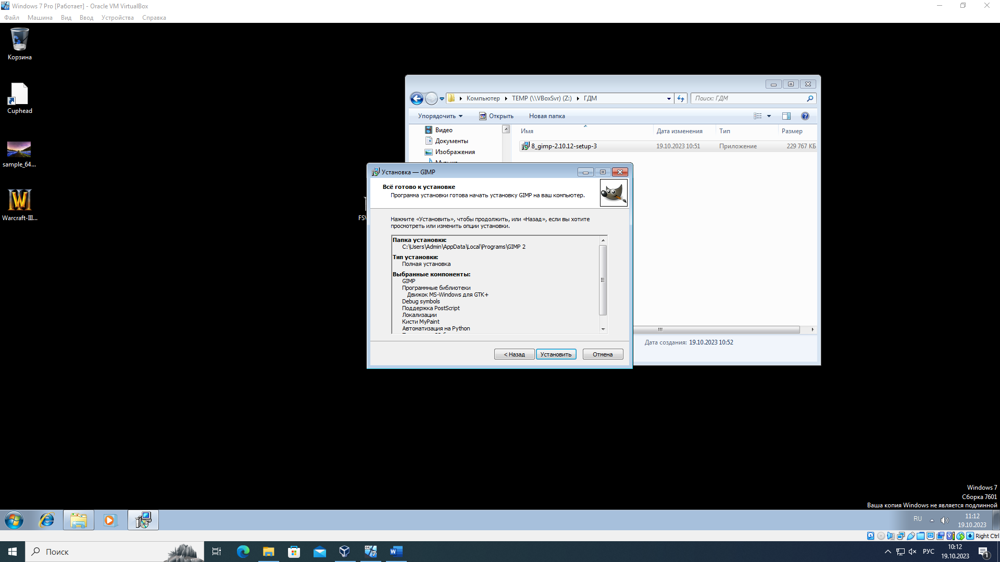 Windows 7 Pro [Работает] - Oracle VM VirtualBox
Файл Машина Вид Ввод Устройства Справка
Корзина
Cuphead
sample_64...
Warcraft-III...
Компьютер TEMP (\\VBoxSvr) (Z:) ГДМ
Поиск: ГДМ
Упорядочить Открыть Новая папка
Видео
Документы
Изображения
Имя Дата изменения Тип Размер
8_gimp-2.10.12-setup-3 19.10.2023 10:51 Приложение 229 767 КБ
Дата создания: 19.10.2023 10:52
Установка — GIMP
Всё готово к установке
Программа установки готова начать установку GIMP на ваш компьютер.
Нажмите «Установить», чтобы продолжить, или «Назад», если вы хотите
просмотреть или изменить опции установки.
Папка установки:
C:\Users\Admin\AppData\Local\Programs\GIMP 2
Тип установки:
Полная установка
Выбранные компоненты:
GIMP
Программные библиотеки
Движок MS-Windows для GTK+
Debug symbols
Поддержка PostScript
Локализации
Кисти MyPaint
Автоматизация на Python
< Назад Установить Отмена
Windows 7
Сборка 7601
Ваша копия Windows не является подлинной
RU
11:12
19.10.2023
Right Ctrl
Поиск
РУС
10:12
19.10.2023
1